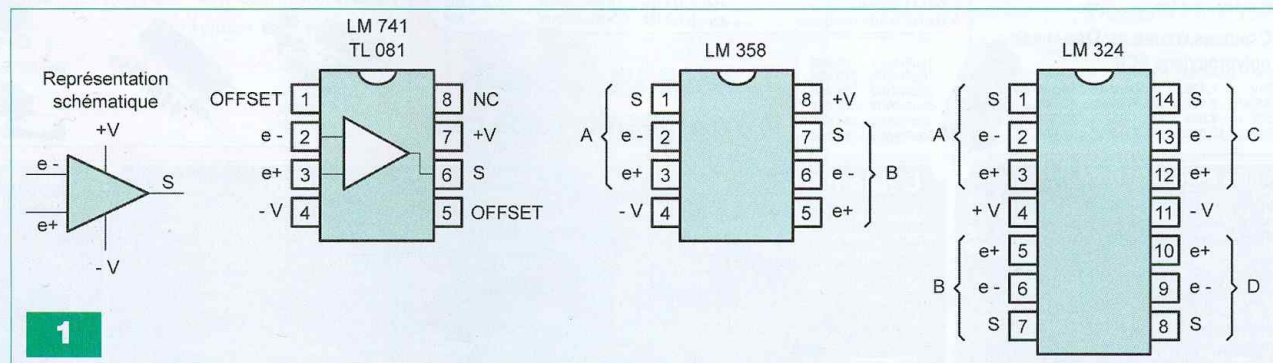 Représentation
schématique
+V
e -
e+
S
- V
LM 741
TL 081
OFFSET 1
e - 2
e+ 3
- V 4
8 NC
7 +V
6 S
5 OFFSET
LM 358
A
S 1
e- 2
e+ 3
- V 4
8 +V
7 S
6 e -
5 e+
B
LM 324
A
S 1
e- 2
e+ 3
+ V 4
B
e+ 5
e - 6
S 7
14 S
13 e -
12 e+
C
11 - V
10 e+
9 e -
8 S
D
1